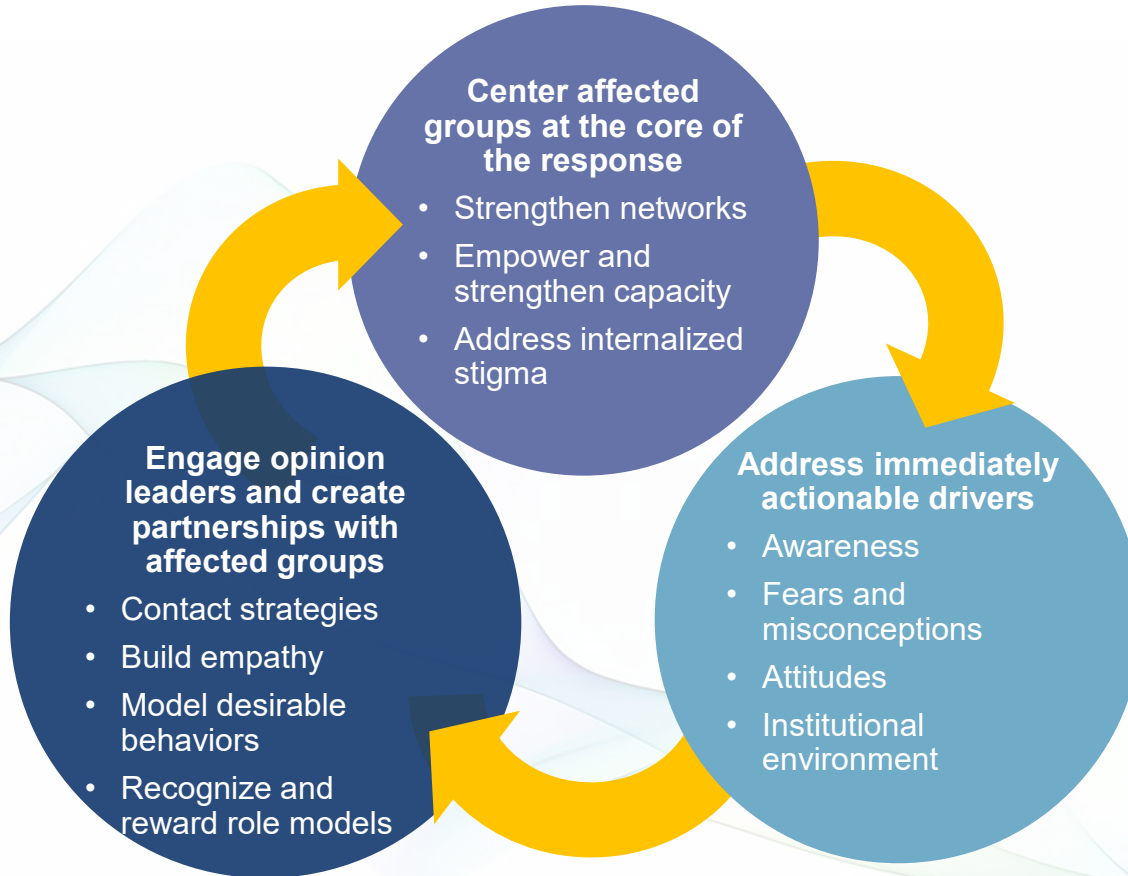 Center affected
groups at the core of
the response
• Strengthen networks
• Empower and
strengthen capacity
• Address internalized
stigma
Address immediately
actionable drivers
• Awareness
• Fears and
misconceptions
• Attitudes
• Institutional
environment
Engage opinion
leaders and create
partnerships with
affected groups
• Contact strategies
• Build empathy
• Model desirable
behaviors
• Recognize and
reward role models